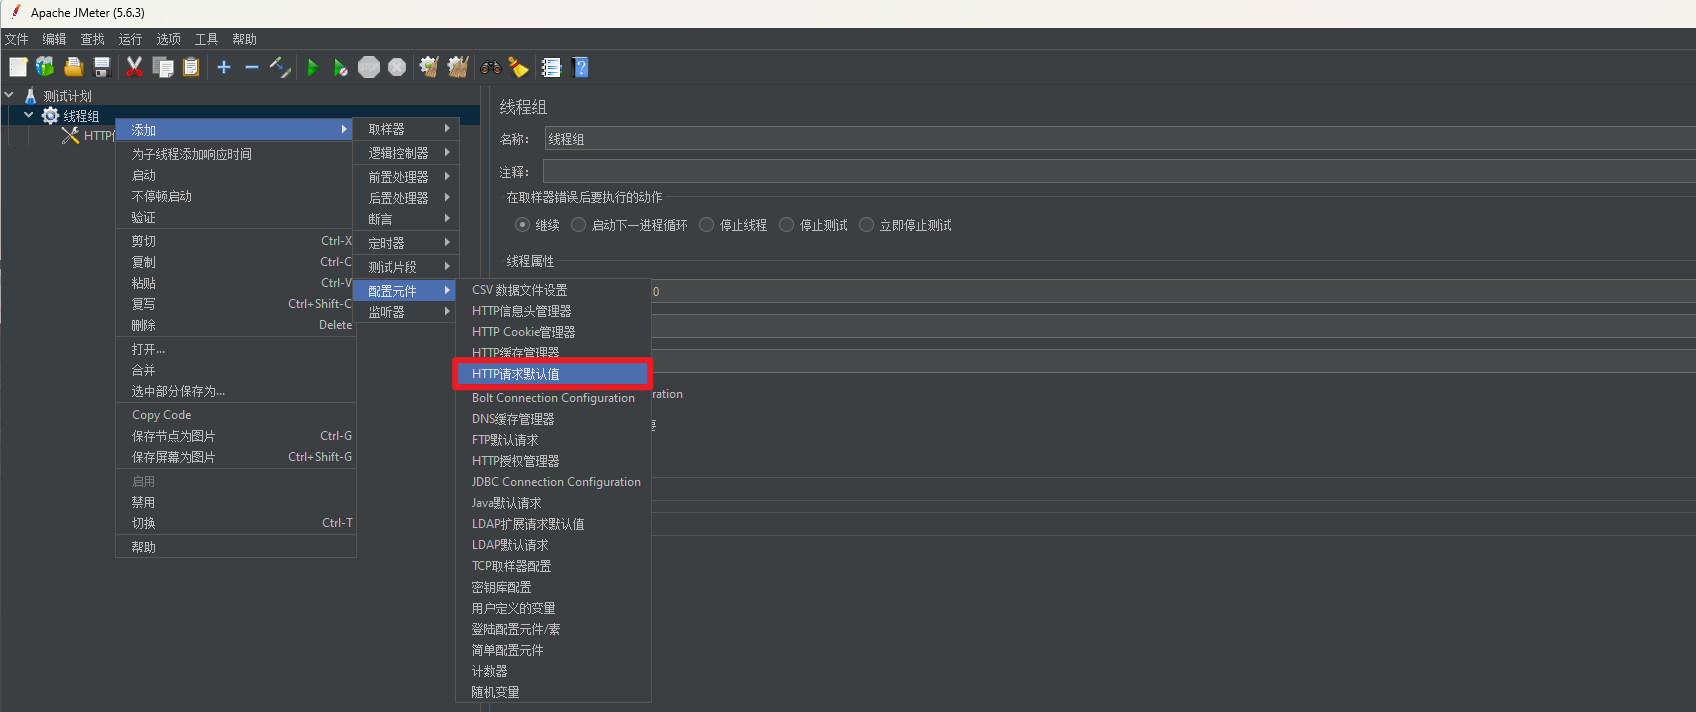 Apache JMeter (5.6.3)
文件 编辑 查找 运行 选项 工具 帮助
STOP
测试计划
线程组
HTTP
添加
为子线程添加响应时间
启动
不停顿启动
验证
剪切 Ctrl-X
复制 Ctrl-C
粘贴 Ctrl-V
复写 Ctrl+Shift-C
删除 Delete
打开...
合并
选中部分保存为...
Copy Code
保存节点为图片 Ctrl-G
保存屏幕为图片 Ctrl+Shift-G
启用
禁用
切换 Ctrl-T
帮助
取样器
逻辑控制器
前置处理器
后置处理器
断言
定时器
测试片段
配置元件
监听器
CSV 数据文件设置
HTTP信息头管理器
HTTP Cookie管理器
HTTP缓存管理器
HTTP请求默认值
Bolt Connection Configuration
DNS缓存管理器
FTP默认请求
HTTP授权管理器
JDBC Connection Configuration
Java默认请求
LDAP扩展请求默认值
LDAP默认请求
TCP取样器配置
密钥库配置
用户定义的变量
登陆配置元件/素
简单配置元件
计数器
随机变量
线程组
名称： 线程组
注释：
在取样器错误后要执行的动作
继续 启动下一进程循环 停止线程 停止测试 立即停止测试
线程属性
0
ration